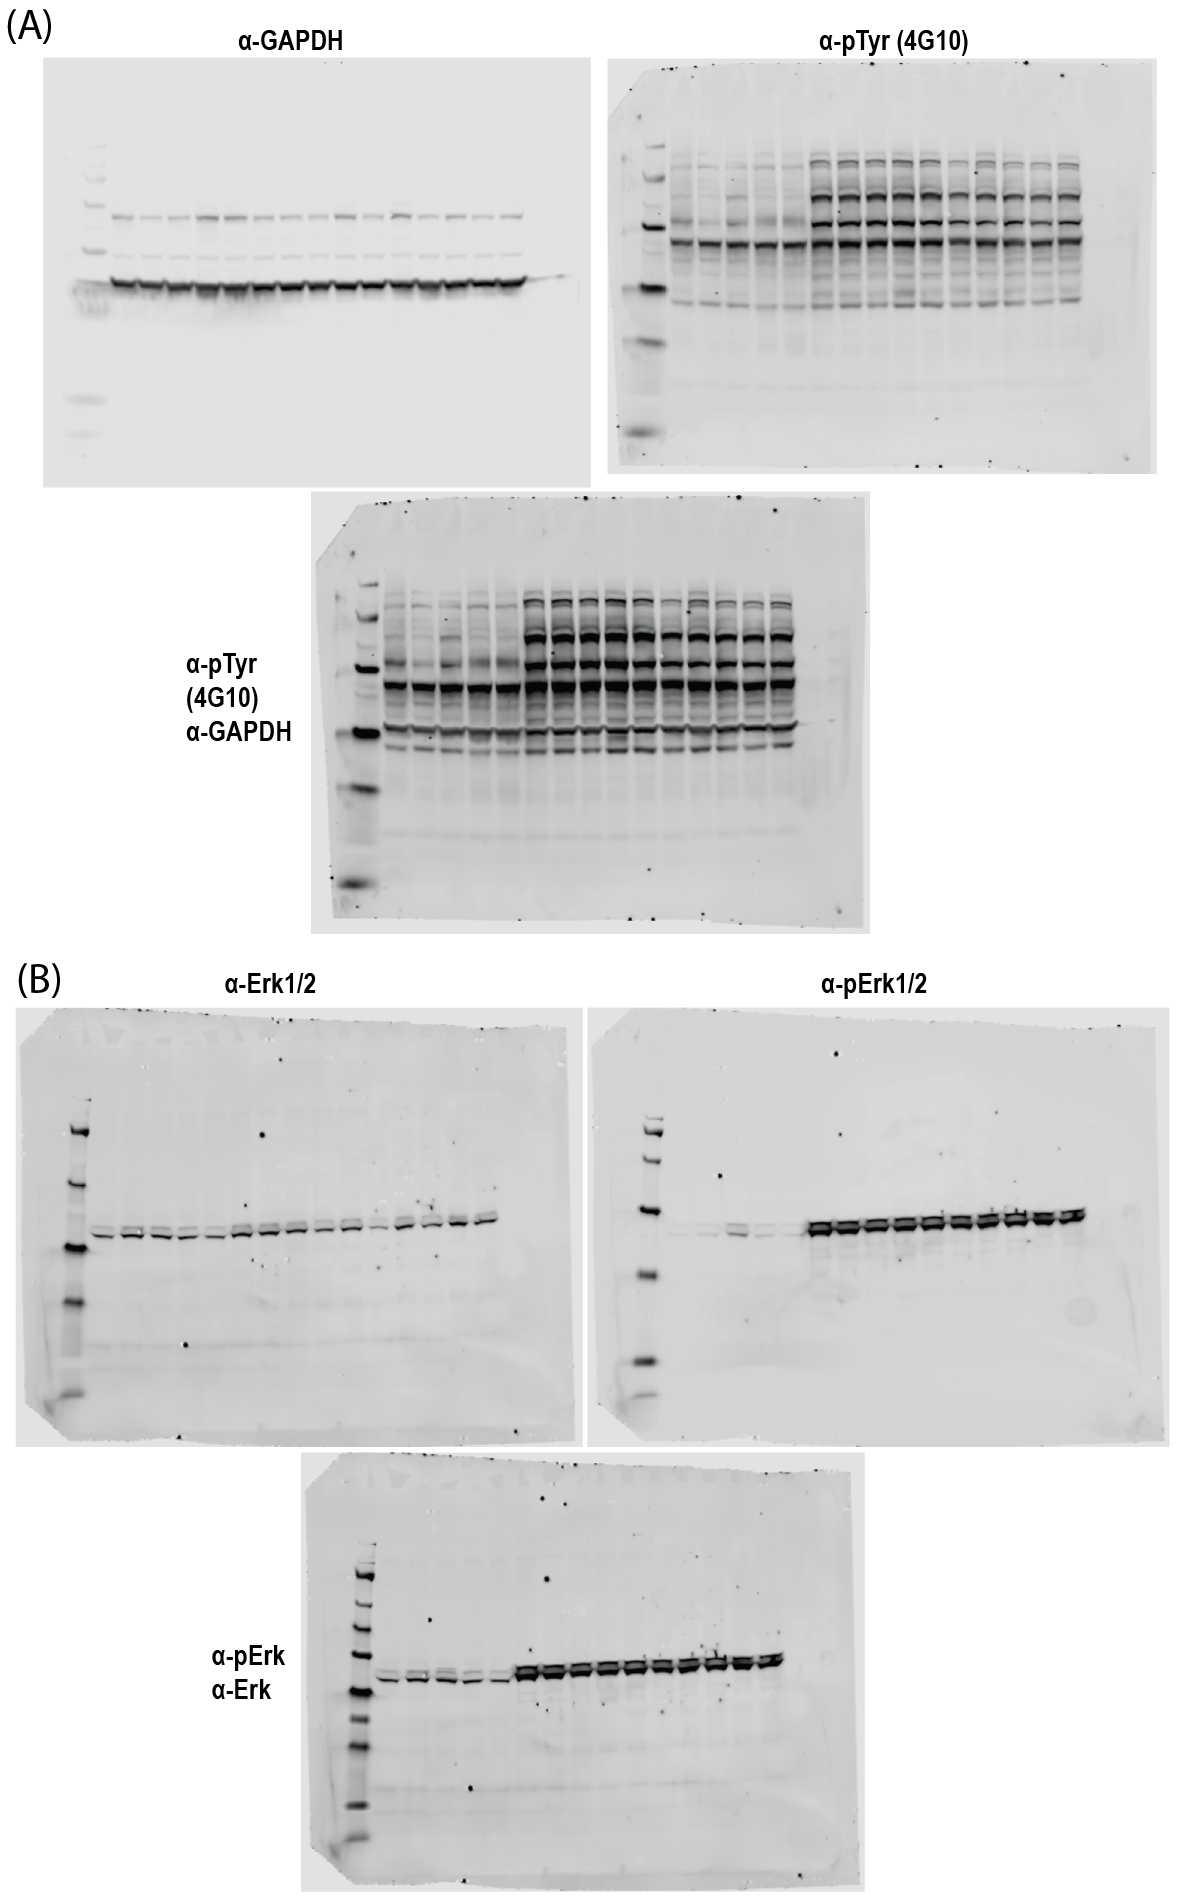 (A)
α-GAPDH
α-pTyr (4G10)
α-pTyr
(4G10)
α-GAPDH
(B)
α-Erk1/2
α-pErk1/2
α-pErk
α-Erk